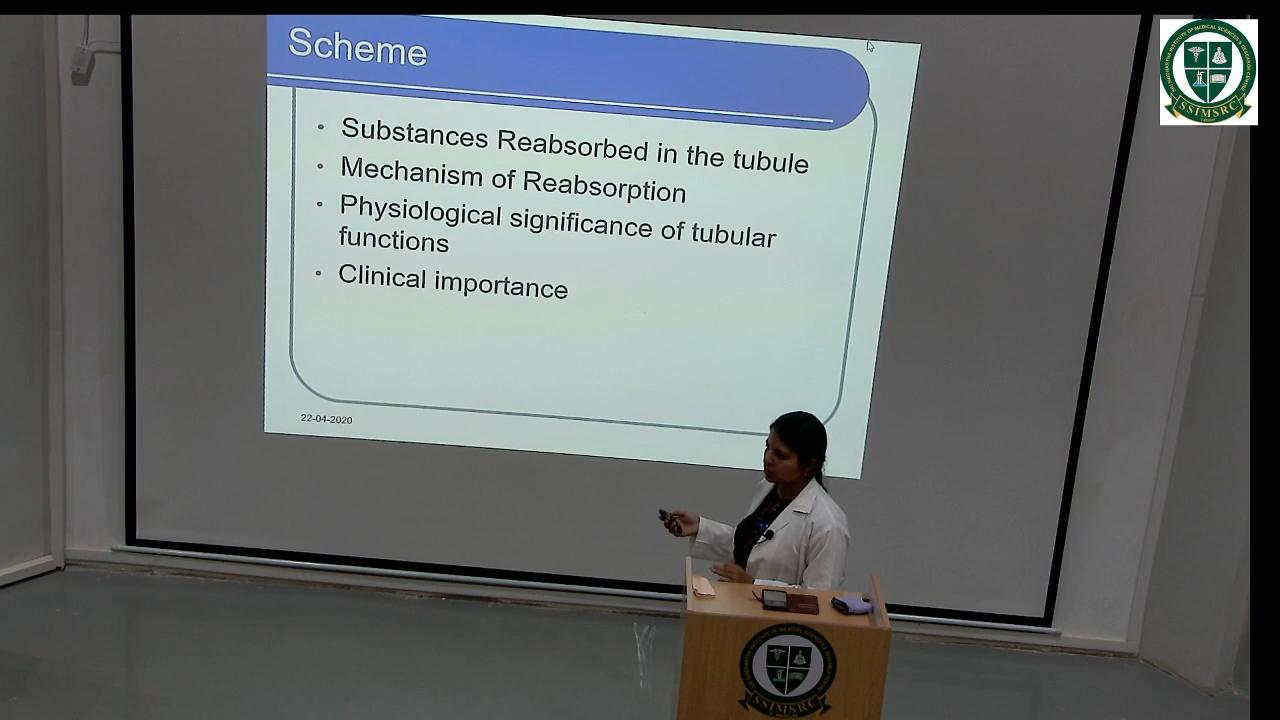 Scheme
Substances Reabsorbed in the tubule
Mechanism of Reabsorption
Physiological significance of tubular
functions
Clinical importance
22-04-2020
SSIMSRC
SSIMSRC